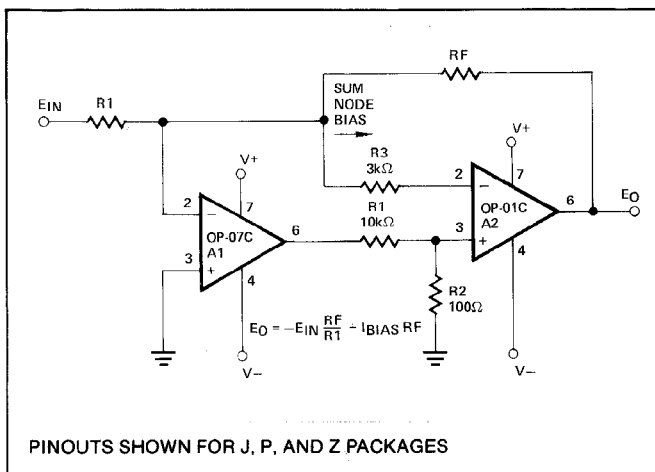 EIN
R1
RF
SUM
NODE
BIAS
R3
3kΩ
V+
7
2
−
OP-07C
A1
3
+
4
6
V−
R1
10kΩ
V+
7
2
−
OP-01C
A2
3
+
6
EO
4
V−
R2
100Ω
EO = −EIN RF/R1 − IBIAS RF
PINOUTS SHOWN FOR J, P, AND Z PACKAGES